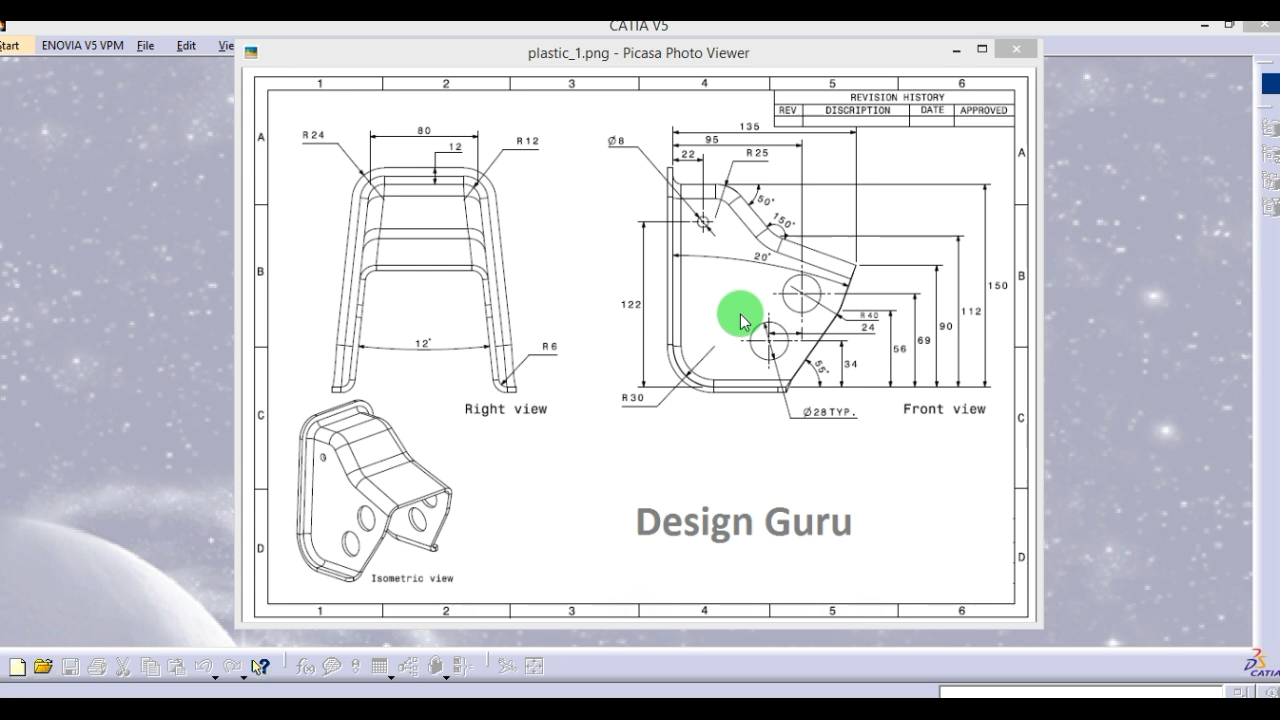 CATIA V5
Start ENOVIA V5 VPM File Edit Vie
plastic_1.png - Picasa Photo Viewer
1 2 3 4 5 6
REVISION HISTORY
REV DISCRIPTION DATE APPROVED
A A
B B
C C
D D
R24
80
12
R12
12°
R6
Right view
135
95
22
Ø8
R25
50°
150°
20°
122
R40
24
150
112
90
69
56
34
55°
R30
Ø28TYP.
Front view
Isometric view
Design Guru
1 2 3 4 5 6
f(x)
CATIA